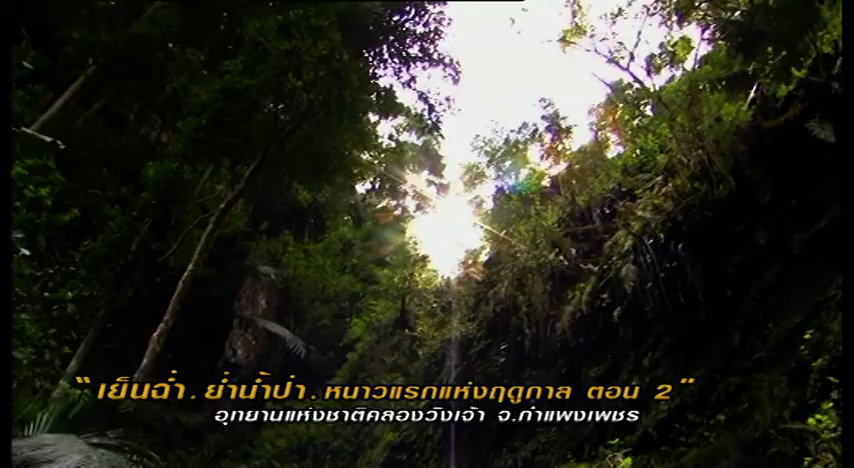 "เย็นฉ่ำ . ย่ำน้ำป่า . หนาวแรกแห่งฤดูกาล ตอน 2"
อุทยานแห่งชาติคลองวังเจ้า จ.กำแพงเพชร